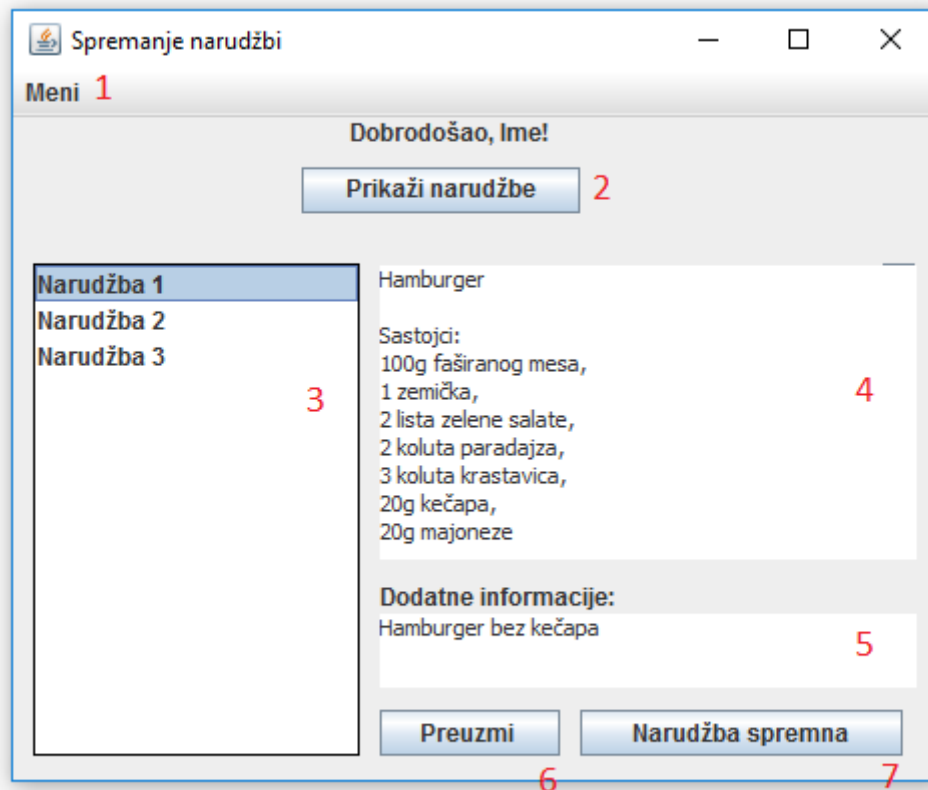 Spremanje narudžbi
Meni 1
Dobrodošao, Ime!
Prikaži narudžbe 2
Narudžba 1
Narudžba 2
Narudžba 3
3
Hamburger
Sastojci:
100g faširanog mesa,
1 zemička,
2 lista zelene salate,
2 koluta paradajza,
3 koluta krastavica,
20g kečapa,
20g majoneze
4
Dodatne informacije:
Hamburger bez kečapa
5
Preuzmi
6
Narudžba spremna
7